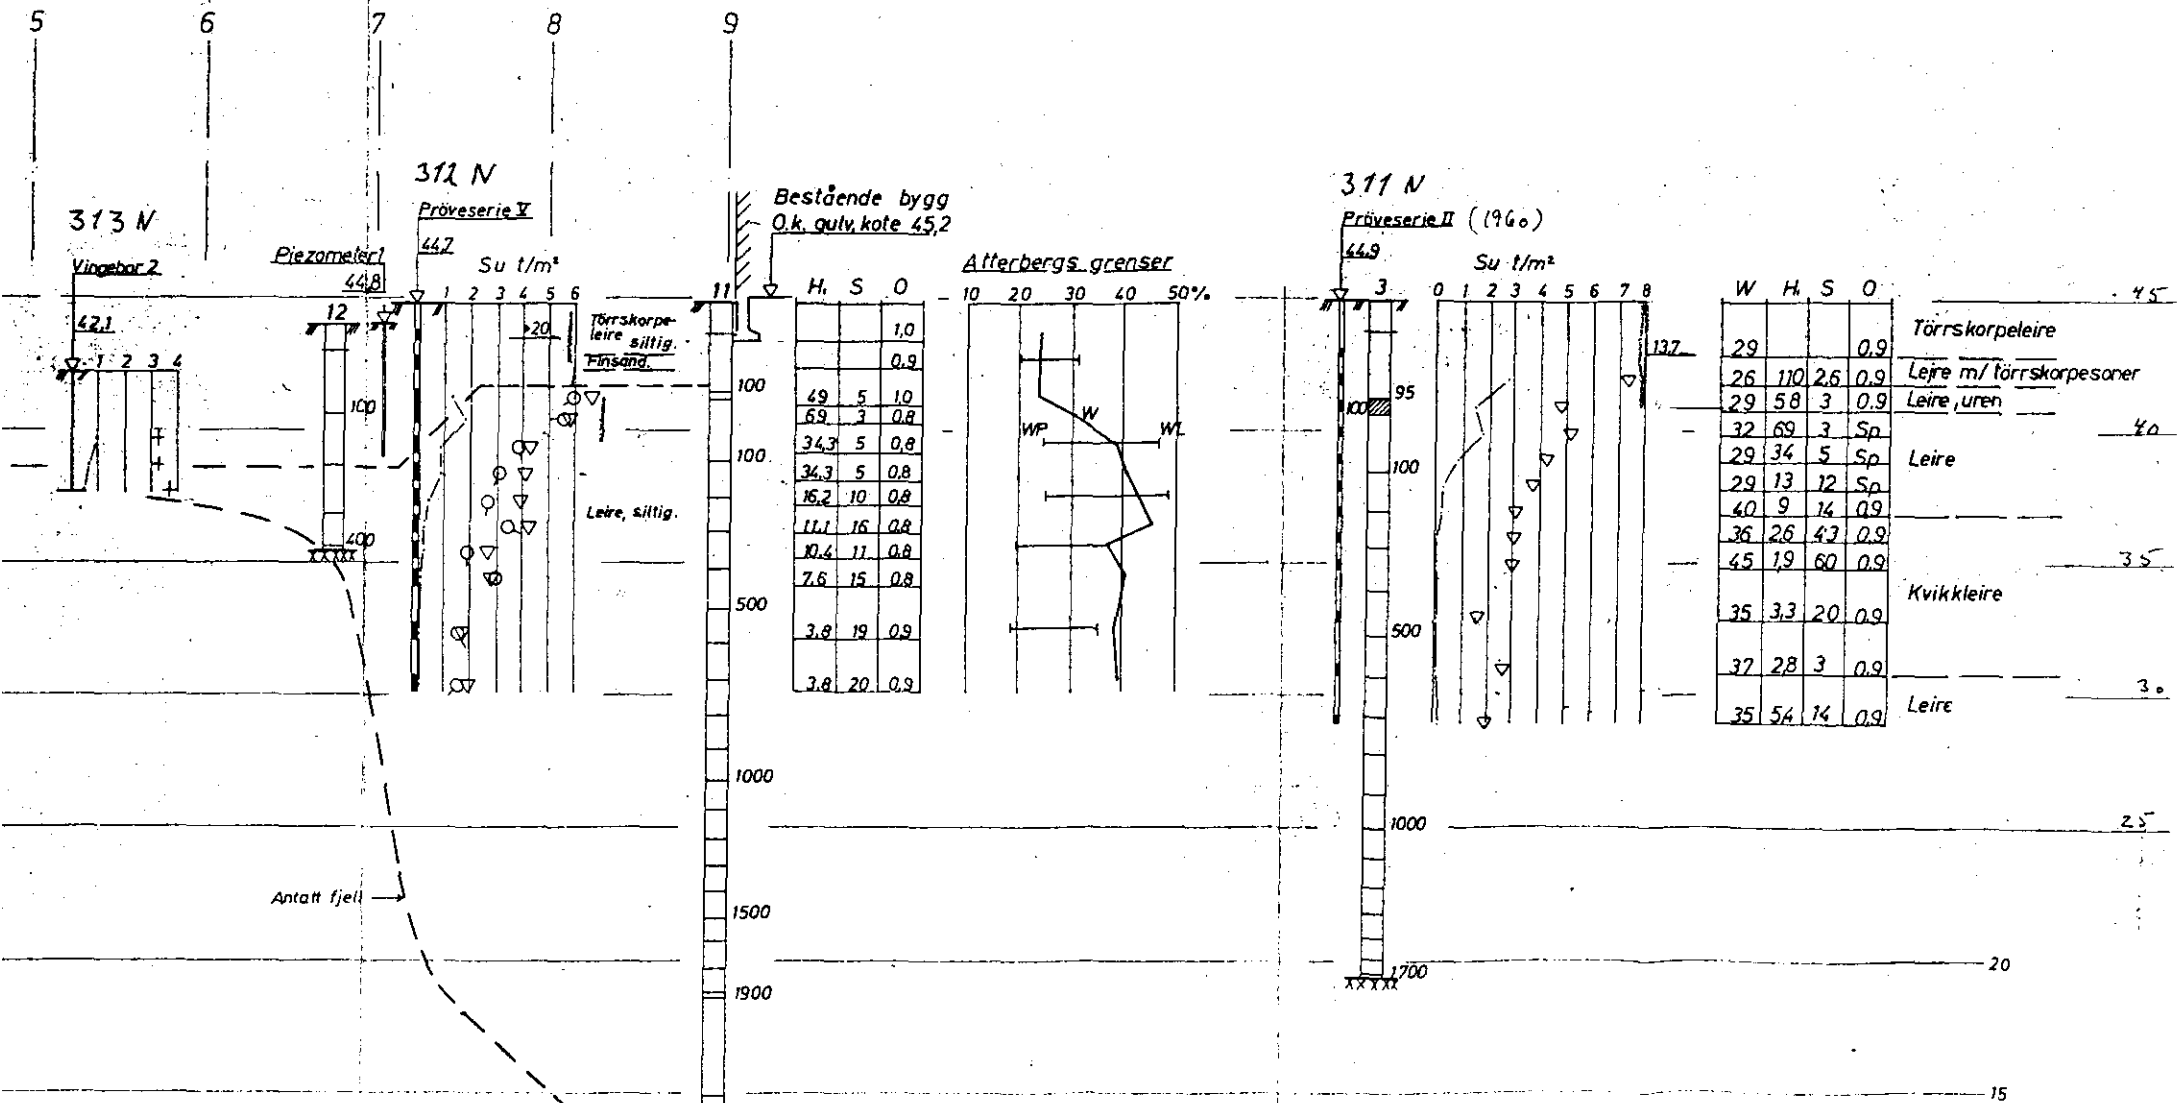 5 6 7 8 9
313 N
Vingebor 2
42,1
1 2 3 4
Piezometer 1
44,8
12
100
400
312 N
Pröveserie V
44,7
Su t/m²
1 2 3 4 5 6
20
Törrskorpe-
leire siltig.
Finsand.
Leire, siltig.
11
100
100
500
1000
1500
1900
Bestående bygg
O.k. gulv, kote 45,2
H₁ S O
1,0
0,9
49 5 1,0
69 3 0,8
34,3 5 0,8
34,3 5 0,8
16,2 10 0,8
11,1 16 0,8
10,4 11 0,8
7,6 15 0,8
3,8 19 0,9
3,8 20 0,9
Atterbergs grenser
10 20 30 40 50%
W
WP WL
311 N
Pröveserie II (1960)
44,9
3
95
100
100
500
1000
1700
Su t/m²
0 1 2 3 4 5 6 7 8
13,7
W H₁ S O
29 0,9
26 110 2,6 0,9
29 58 3 0,9
32 69 3 Sp
29 34 5 Sp
29 13 12 Sp
40 9 14 0,9
36 2,6 43 0,9
45 1,9 60 0,9
35 3,3 20 0,9
37 2,8 3 0,9
35 5,4 14 0,9
Törrskorpeleire
Leire m/ törrskorpesoner
Leire, uren
Leire
Kvikkleire
Leire
45
40
35
30
25
20
15
Antatt fjell